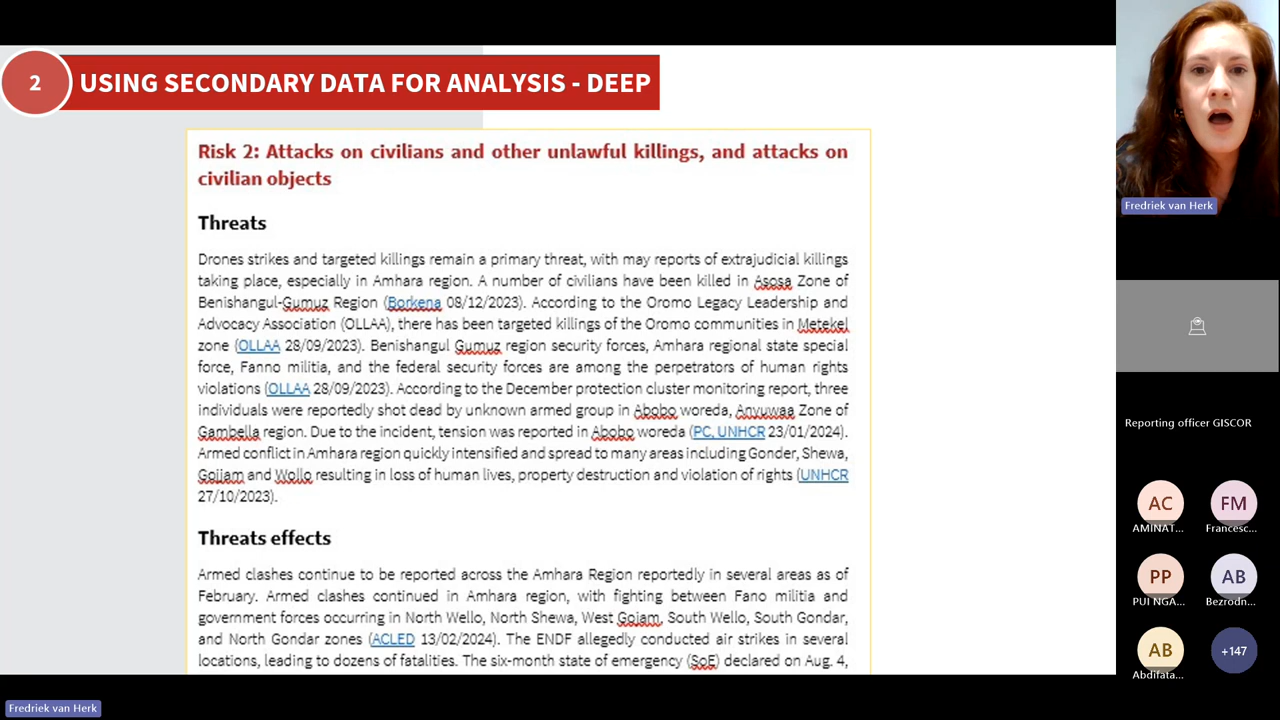 2
USING SECONDARY DATA FOR ANALYSIS - DEEP
Risk 2: Attacks on civilians and other unlawful killings, and attacks on
civilian objects
Threats
Drones strikes and targeted killings remain a primary threat, with may reports of extrajudicial killings
taking place, especially in Amhara region. A number of civilians have been killed in Asosa Zone of
Benishangul-Gumuz Region (Borkena 08/12/2023). According to the Oromo Legacy Leadership and
Advocacy Association (OLLAA), there has been targeted killings of the Oromo communities in Metekel
zone (OLLAA 28/09/2023). Benishangul Gumuz region security forces, Amhara regional state special
force, Fanno militia, and the federal security forces are among the perpetrators of human rights
violations (OLLAA 28/09/2023). According to the December protection cluster monitoring report, three
individuals were reportedly shot dead by unknown armed group in Abobo woreda, Anyuwaa Zone of
Gambella region. Due to the incident, tension was reported in Abobo woreda (PC, UNHCR 23/01/2024).
Armed conflict in Amhara region quickly intensified and spread to many areas including Gonder, Shewa,
Gojjam and Wollo resulting in loss of human lives, property destruction and violation of rights (UNHCR
27/10/2023).
Threats effects
Armed clashes continue to be reported across the Amhara Region reportedly in several areas as of
February. Armed clashes continued in Amhara region, with fighting between Fano militia and
government forces occurring in North Wello, North Shewa, West Gojam, South Wello, South Gondar,
and North Gondar zones (ACLED 13/02/2024). The ENDF allegedly conducted air strikes in several
locations, leading to dozens of fatalities. The six-month state of emergency (SoE) declared on Aug. 4,
Fredriek van Herk
Reporting officer GISCOR
AC
FM
AMINAT...
Francesc...
PP
AB
PUI NGA...
Bezrodn...
AB
+147
Abdifata...
Fredriek van Herk